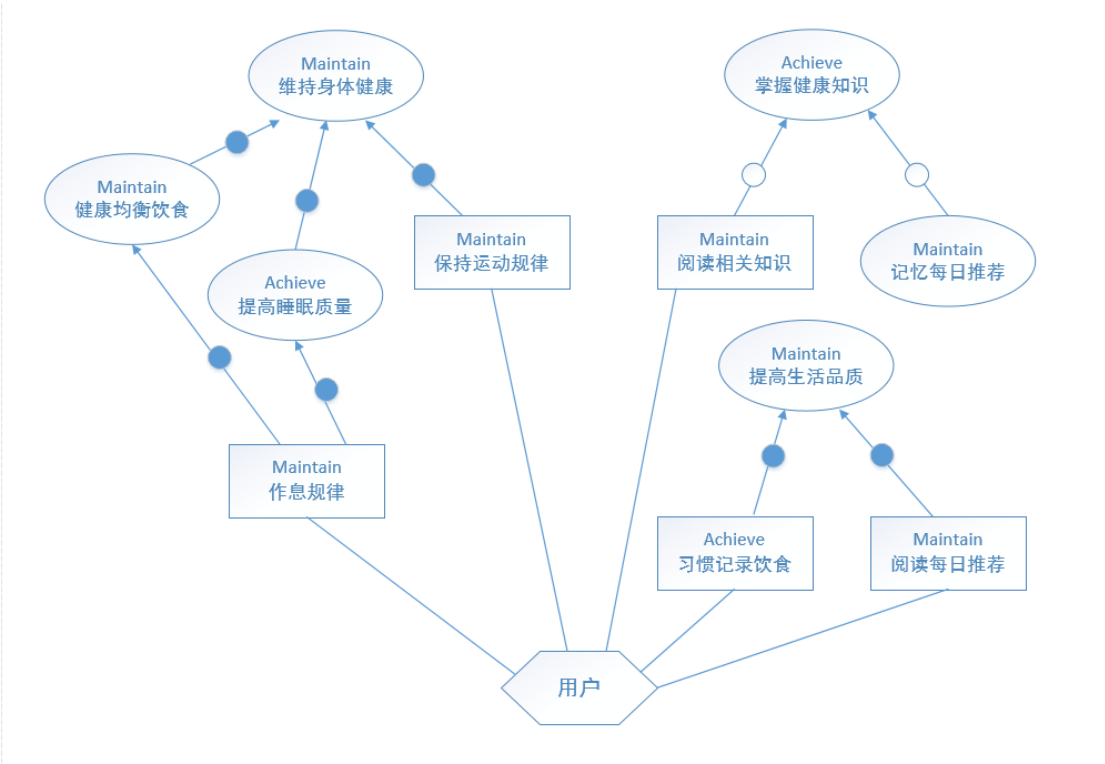 Maintain
维持身体健康
Achieve
掌握健康知识
Maintain
健康均衡饮食
Maintain
保持运动规律
Maintain
阅读相关知识
Maintain
记忆每日推荐
Achieve
提高睡眠质量
Maintain
提高生活品质
Maintain
作息规律
Achieve
习惯记录饮食
Maintain
阅读每日推荐
用户